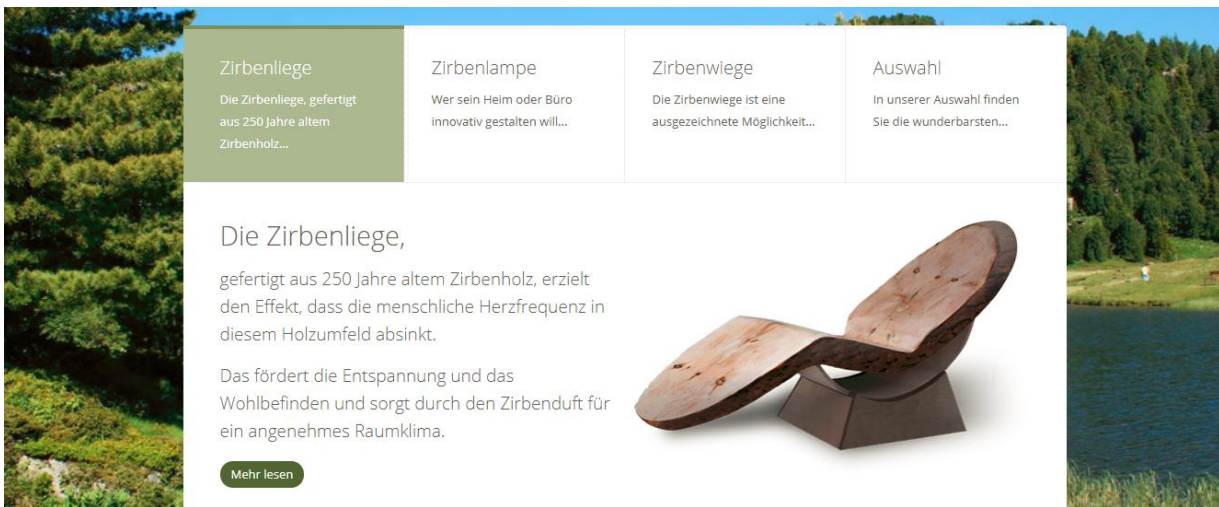 Zirbenliege
Die Zirbenliege, gefertigt
aus 250 Jahre altem
Zirbenholz...
Zirbenlampe
Wer sein Heim oder Büro
innovativ gestalten will...
Zirbenwiege
Die Zirbenwiege ist eine
ausgezeichnete Möglichkeit...
Auswahl
In unserer Auswahl finden
Sie die wunderbarsten...
Die Zirbenliege,
gefertigt aus 250 Jahre altem Zirbenholz, erzielt
den Effekt, dass die menschliche Herzfrequenz in
diesem Holzumfeld absinkt.
Das fördert die Entspannung und das
Wohlbefinden und sorgt durch den Zirbenduft für
ein angenehmes Raumklima.
Mehr lesen